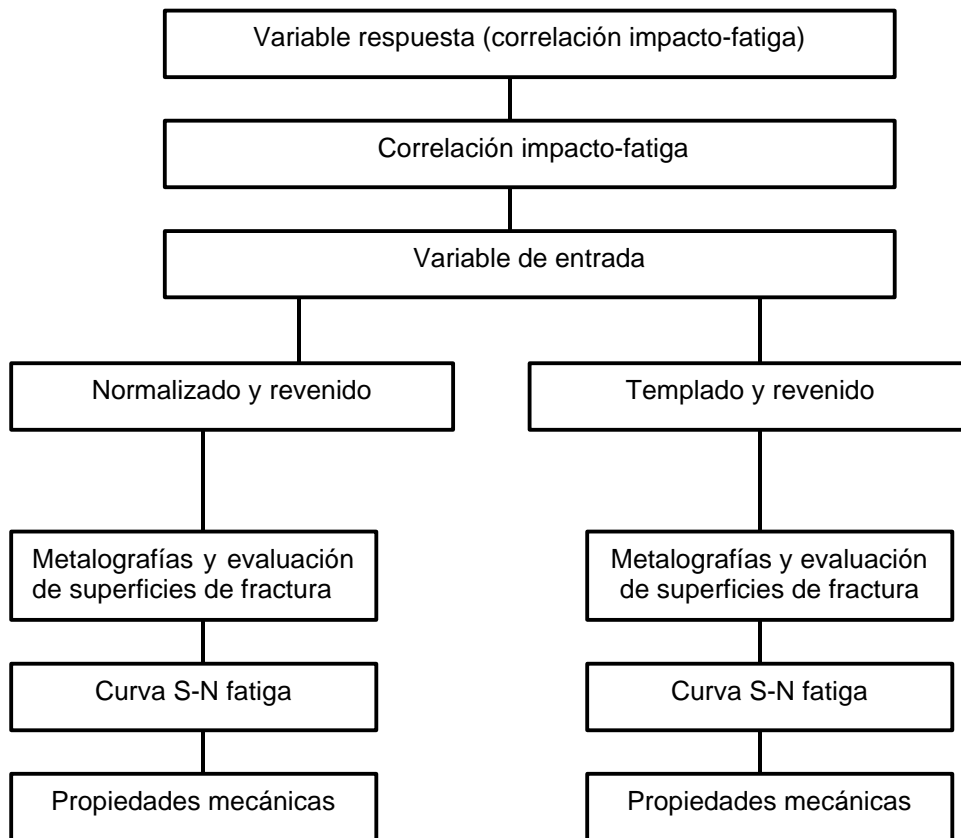 Variable respuesta (correlación impacto-fatiga)
Correlación impacto-fatiga
Variable de entrada
Normalizado y revenido
Templado y revenido
Metalografías y evaluación
de superficies de fractura
Metalografías y evaluación
de superficies de fractura
Curva S-N fatiga
Curva S-N fatiga
Propiedades mecánicas
Propiedades mecánicas